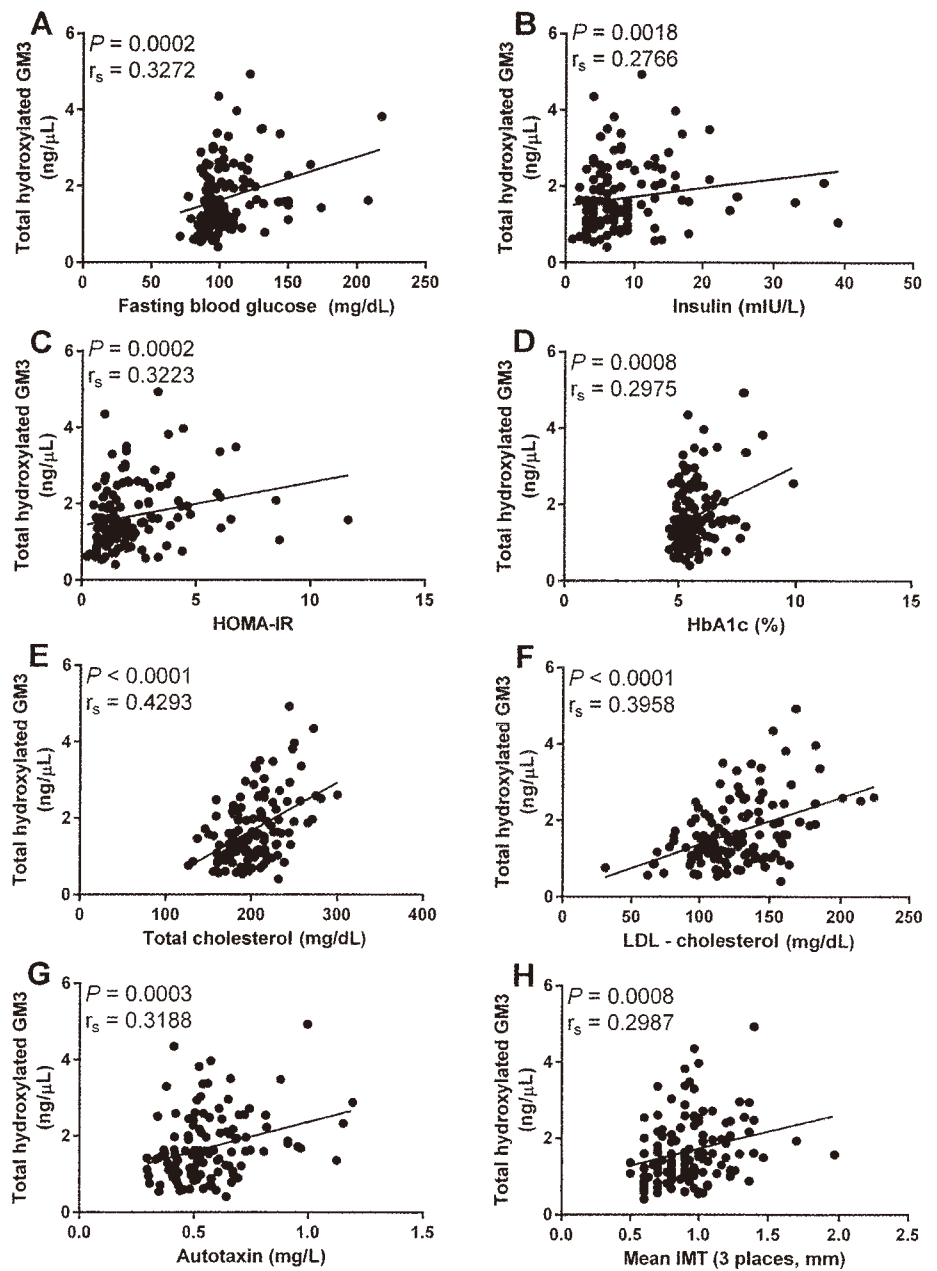 A
P = 0.0002
rs = 0.3272
Total hydroxylated GM3
(ng/μL)
6
4
2
0
0 50 100 150 200 250
Fasting blood glucose (mg/dL)
B
P = 0.0018
rs = 0.2766
Total hydroxylated GM3
(ng/μL)
6
4
2
0
0 10 20 30 40 50
Insulin (mIU/L)
C
P = 0.0002
rs = 0.3223
Total hydroxylated GM3
(ng/μL)
6
4
2
0
0 5 10 15
HOMA-IR
D
P = 0.0008
rs = 0.2975
Total hydroxylated GM3
(ng/μL)
6
4
2
0
0 5 10 15
HbA1c (%)
E
P < 0.0001
rs = 0.4293
Total hydroxylated GM3
(ng/μL)
6
4
2
0
0 100 200 300 400
Total cholesterol (mg/dL)
F
P < 0.0001
rs = 0.3958
Total hydroxylated GM3
(ng/μL)
6
4
2
0
0 50 100 150 200 250
LDL - cholesterol (mg/dL)
G
P = 0.0003
rs = 0.3188
Total hydroxylated GM3
(ng/μL)
6
4
2
0
0.0 0.5 1.0 1.5
Autotaxin (mg/L)
H
P = 0.0008
rs = 0.2987
Total hydroxylated GM3
(ng/μL)
6
4
2
0
0.0 0.5 1.0 1.5 2.0 2.5
Mean IMT (3 places, mm)